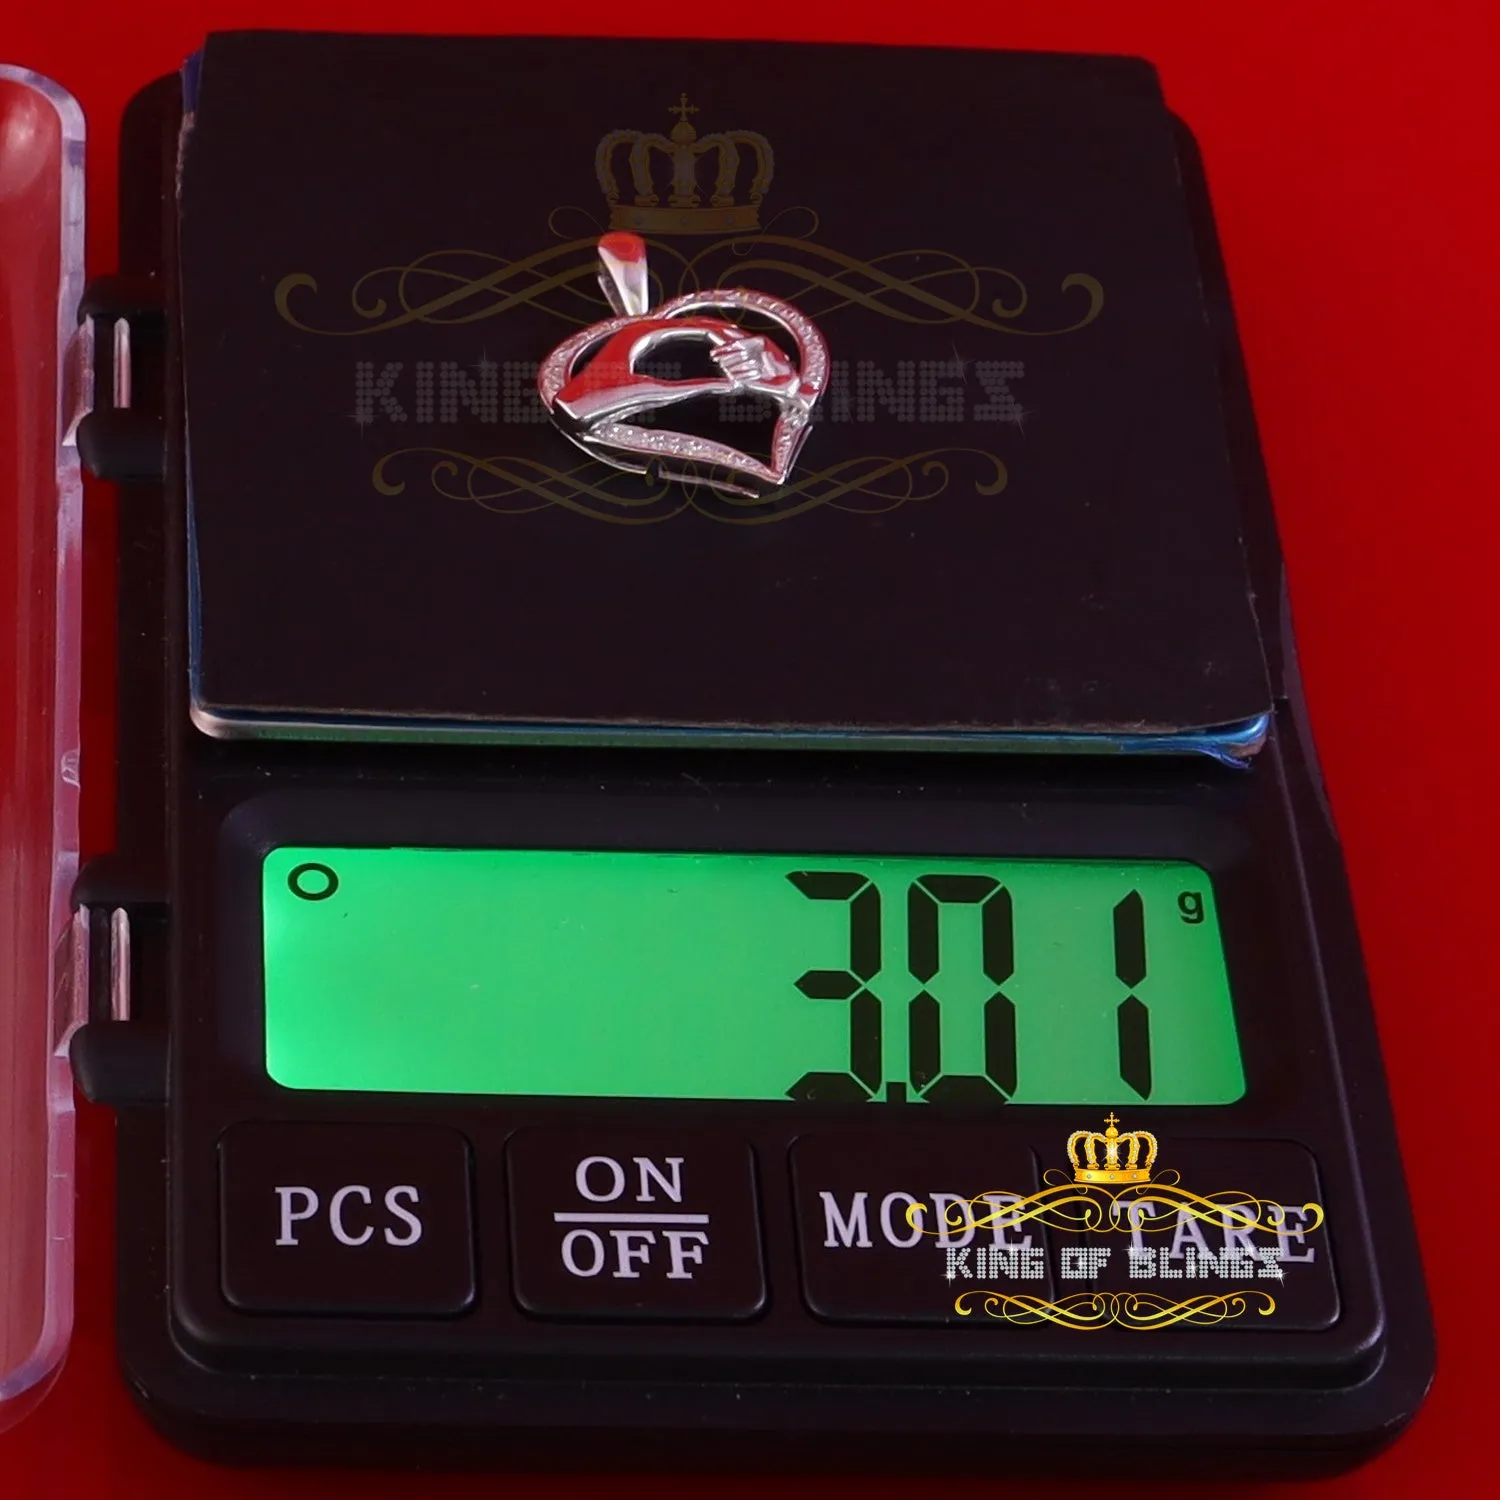 KING OF BLINGS
O
3.01 g
PCS
ON
OFF
MODE
TARE
KING OF BLINGS